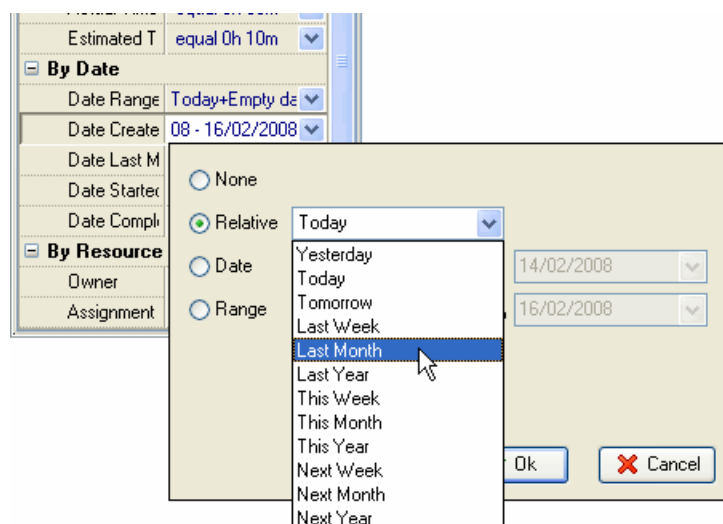 Estimated T equal 0h 10m
By Date
Date Range Today+Empty da
Date Create 08 - 16/02/2008
Date Last M
Date Started
Date Compl
By Resource
Owner
Assignment
None
Relative Today
Yesterday
Today
Tomorrow
Last Week
Last Month
Last Year
This Week
This Month
This Year
Next Week
Next Month
Next Year
Date 14/02/2008
Range 16/02/2008
Ok Cancel